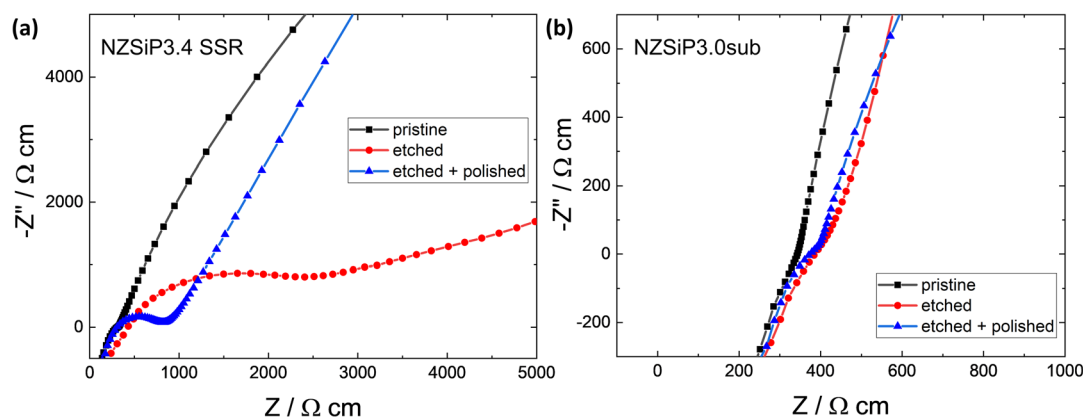 (a)
NZSiP3.4 SSR
pristine
etched
etched + polished
4000
2000
0
-Z'' / Ω cm
0 1000 2000 3000 4000 5000
Z / Ω cm
(b)
NZSiP3.0sub
600
400
200
0
-200
-Z'' / Ω cm
pristine
etched
etched + polished
0 200 400 600 800 1000
Z / Ω cm